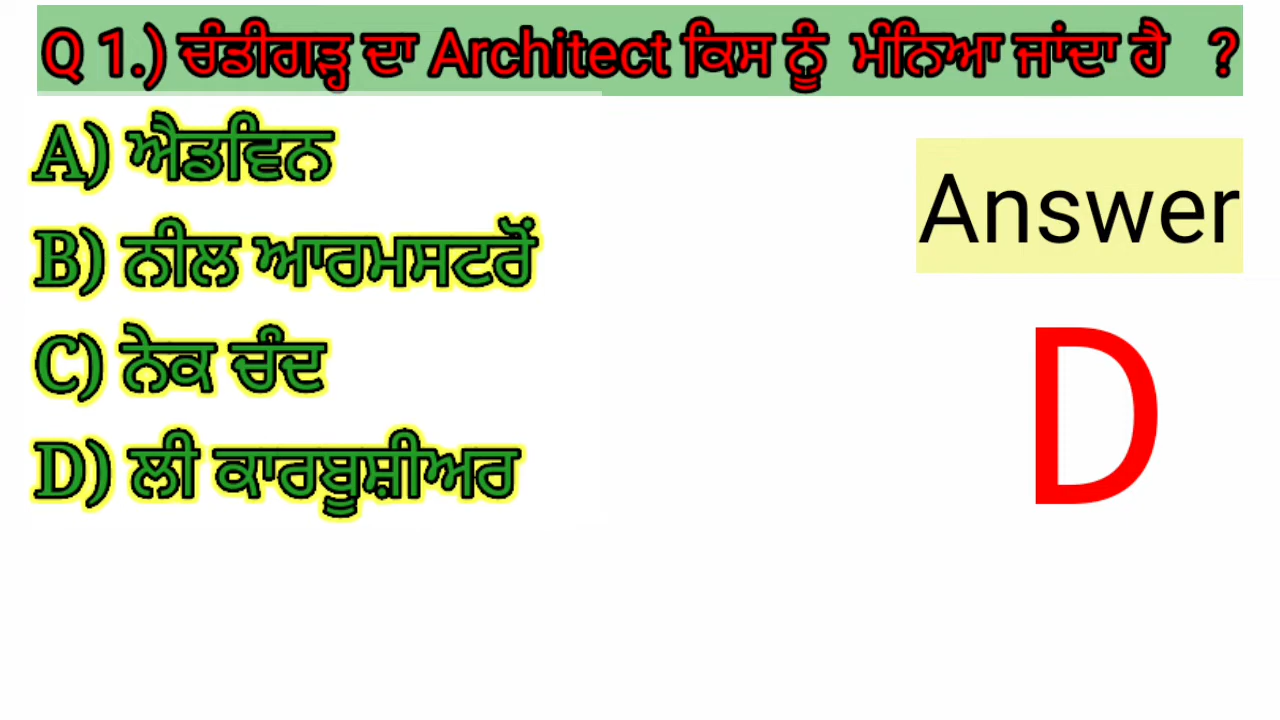 Q 1.) ਚੰਡੀਗੜ੍ਹ ਦਾ Architect ਕਿਸ ਨੂੰ ਮੰਨਿਆ ਜਾਂਦਾ ਹੈ ?
A) ਐਡਵਿਨ
B) ਨੀਲ ਆਰਮਸਟਰੋਂ
C) ਨੇਕ ਚੰਦ
D) ਲੀ ਕਾਰਬੂਸ਼ੀਅਰ
Answer
D